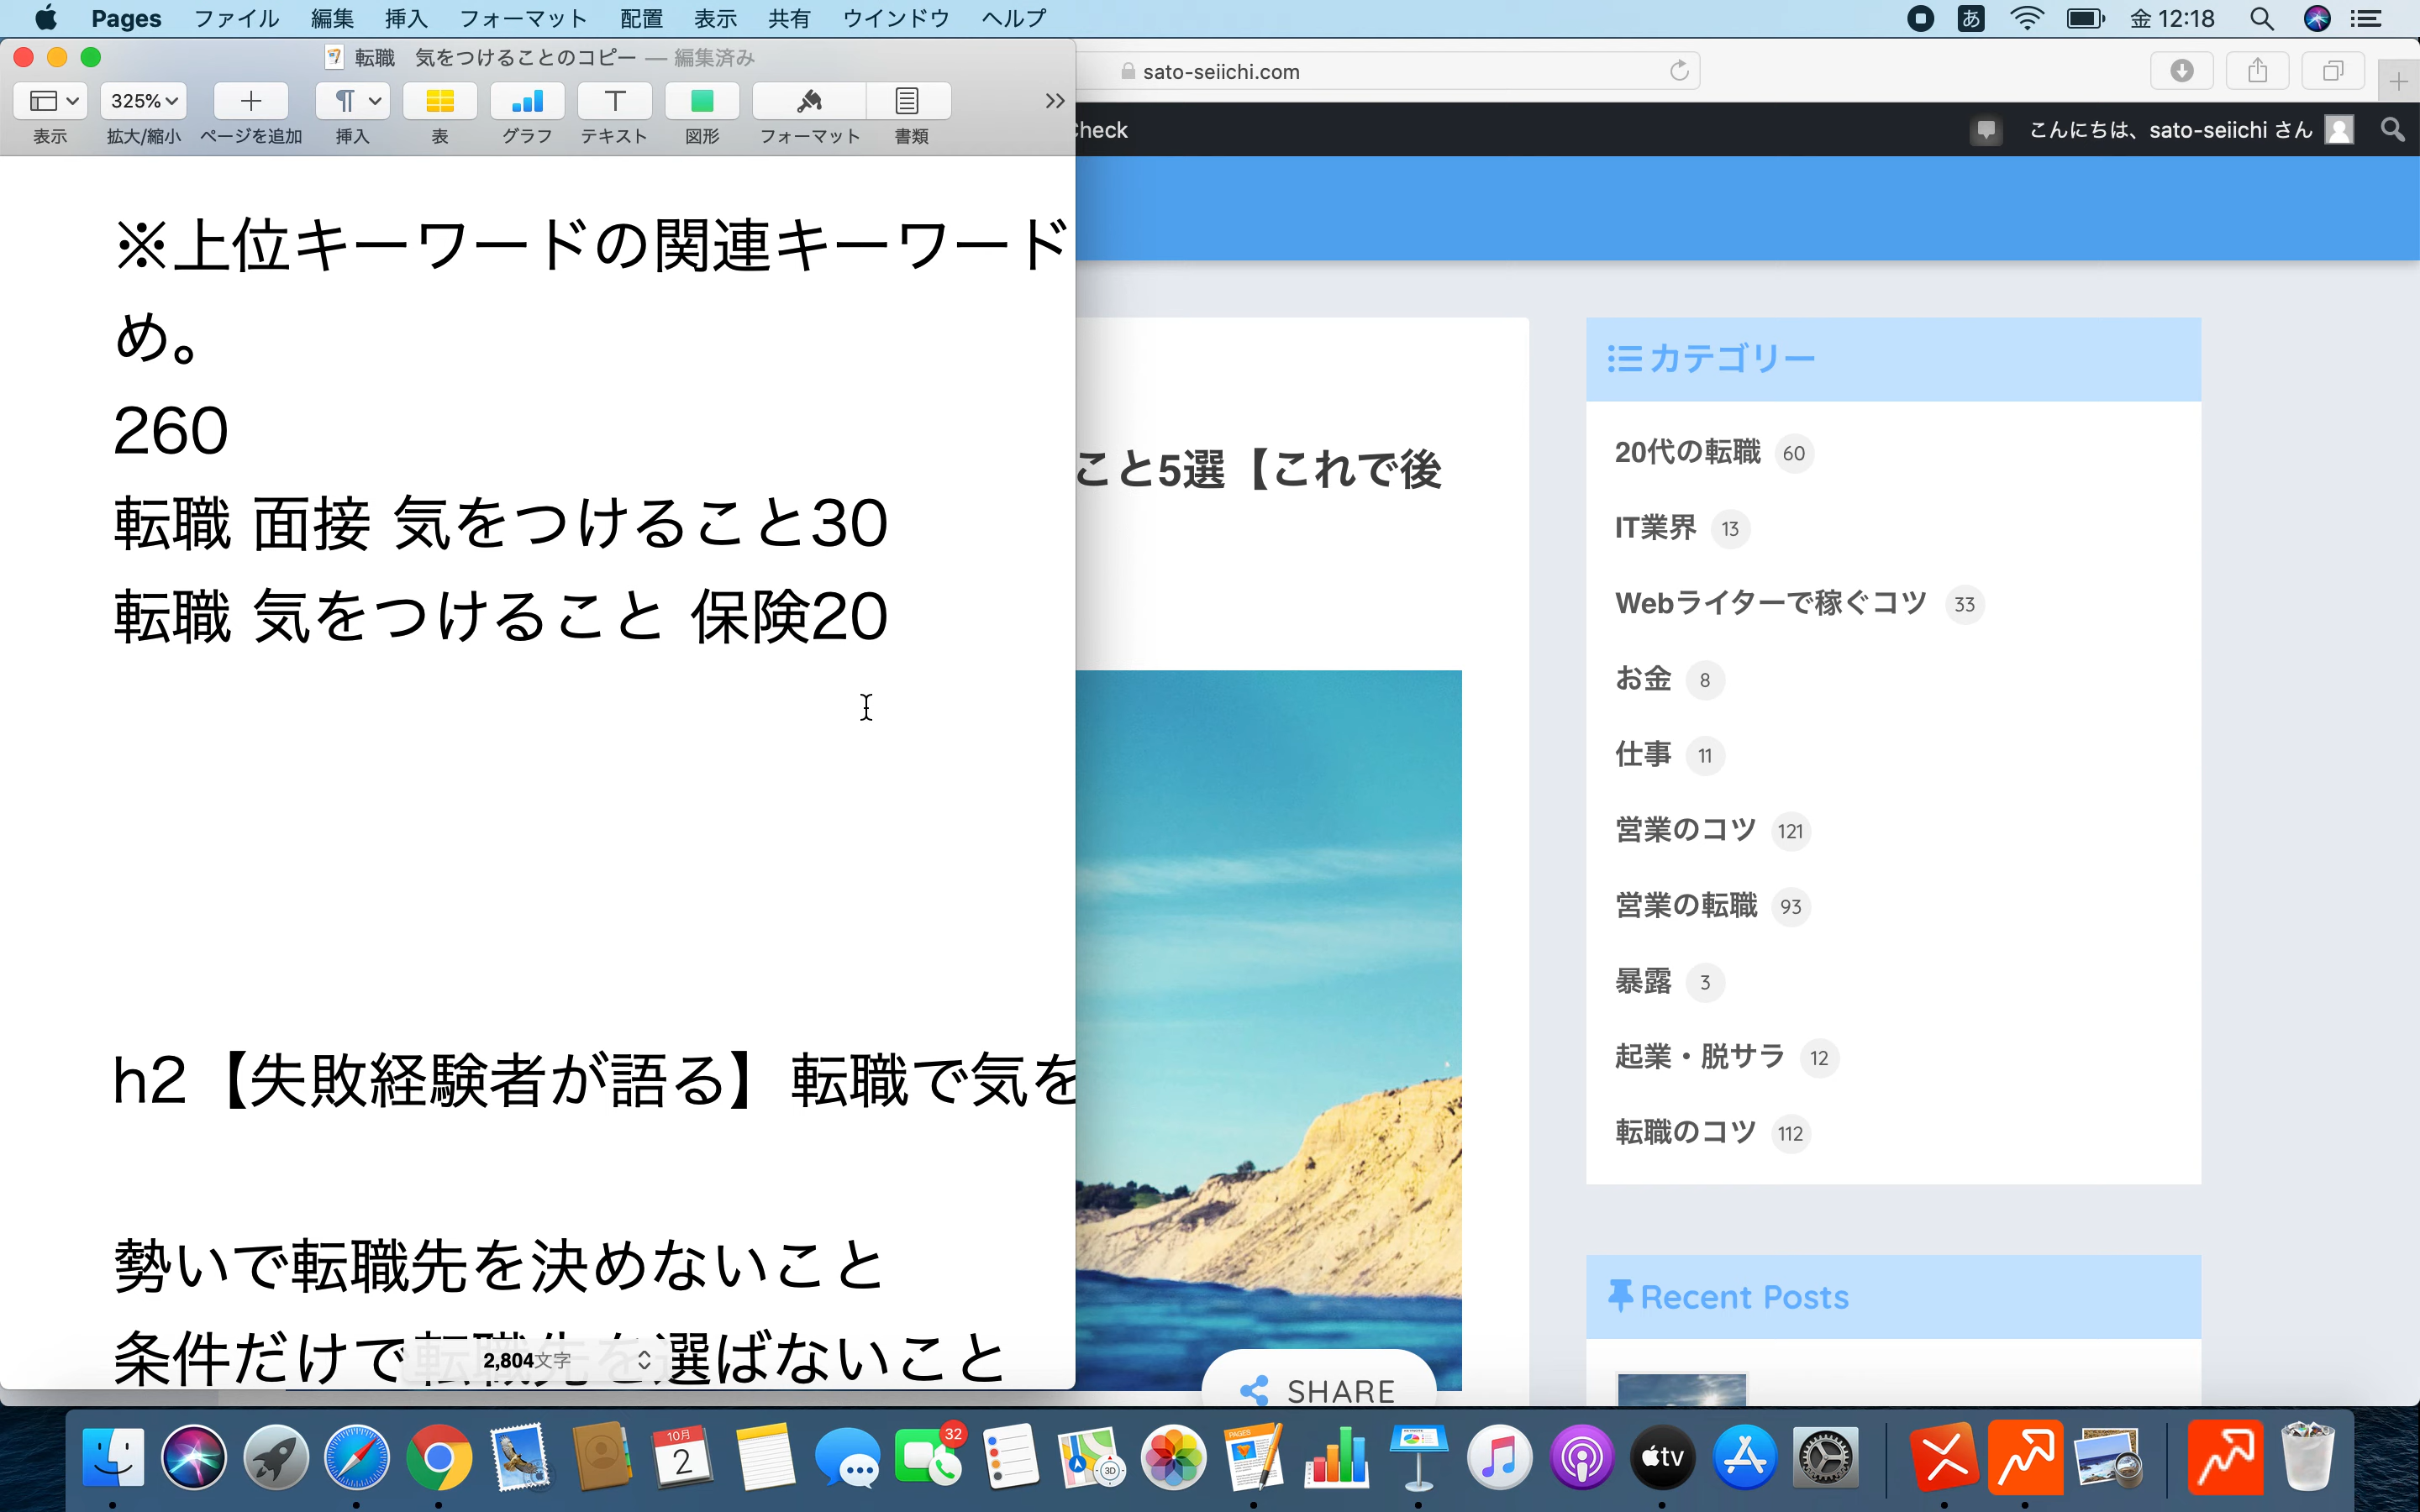 Pages ファイル 編集 挿入 フォーマット 配置 表示 共有 ウインドウ ヘルプ
あ 金 12:18
転職 気をつけることのコピー — 編集済み
325%
表示 拡大/縮小 ページを追加 挿入 表 グラフ テキスト 図形 フォーマット 書類
※上位キーワードの関連キーワード
め。
260
転職 面接 気をつけること30
転職 気をつけること 保険20
h2【失敗経験者が語る】転職で気を
勢いで転職先を決めないこと
条件だけで転職先を選ばないこと
2,804文字
sato-seiichi.com
heck
こんにちは、sato-seiichi さん
こと5選【これで後
SHARE
カテゴリー
20代の転職 60
IT業界 13
Webライターで稼ぐコツ 33
お金 8
仕事 11
営業のコツ 121
営業の転職 93
暴露 3
起業・脱サラ 12
転職のコツ 112
Recent Posts
10月
2
32
3D
PAGES
tv